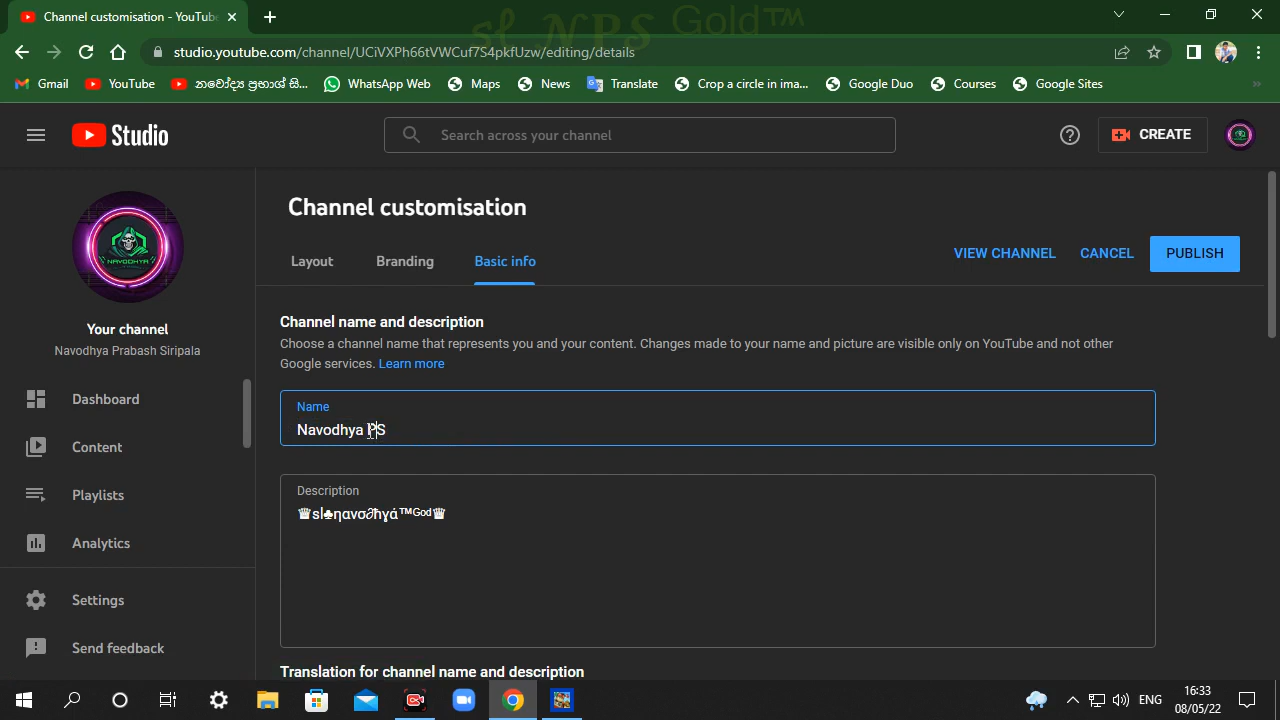 sl NPS Gold™
Channel customisation - YouTube
studio.youtube.com/channel/UCiVXPh66tVWCuf7S4pkfUzw/editing/details
Gmail
YouTube
නවෝද්‍ය ප්‍රභාශ් සි...
WhatsApp Web
Maps
News
Translate
Crop a circle in ima...
Google Duo
Courses
Google Sites
Studio
Search across your channel
CREATE
NAVODHYA
Your channel
Navodhya Prabash Siripala
Dashboard
Content
Playlists
Analytics
Settings
Send feedback
Channel customisation
Layout
Branding
Basic info
VIEW CHANNEL
CANCEL
PUBLISH
Channel name and description
Choose a channel name that represents you and your content. Changes made to your name and picture are visible only on YouTube and not other
Google services. Learn more
Name
Navodhya PS
Description
♛sl♣ηανσ∂ħγά™ᴳᵒᵈ♛
Translation for channel name and description
ENG
16:33
08/05/22